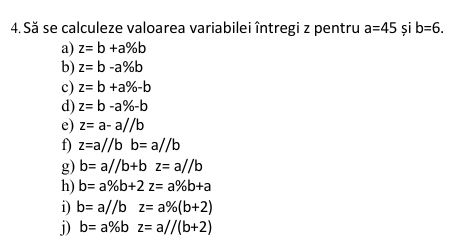 4. Să se calculeze valoarea variabilei întregi z pentru a=45 și b=6.
a) z= b +a%b
b) z= b -a%b
c) z= b +a%-b
d) z= b -a%-b
e) z= a- a//b
f) z=a//b b= a//b
g) b= a//b+b z= a//b
h) b= a%b+2 z= a%b+a
i) b= a//b z= a%(b+2)
j) b= a%b z= a//(b+2)